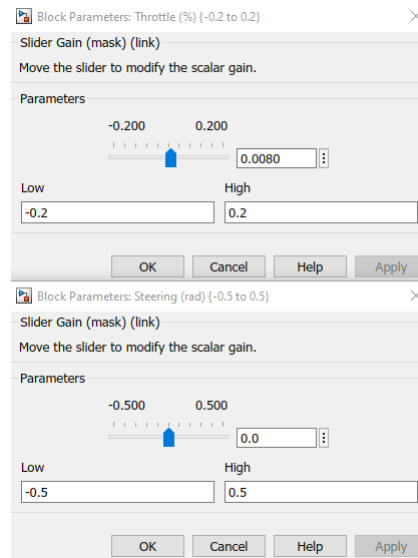 Block Parameters: Throttle (%) {-0.2 to 0.2}
Slider Gain (mask) (link)
Move the slider to modify the scalar gain.
Parameters
-0.200 0.200
0.0080
Low High
-0.2 0.2
OK Cancel Help Apply
Block Parameters: Steering (rad) {-0.5 to 0.5}
Slider Gain (mask) (link)
Move the slider to modify the scalar gain.
Parameters
-0.500 0.500
0.0
Low High
-0.5 0.5
OK Cancel Help Apply